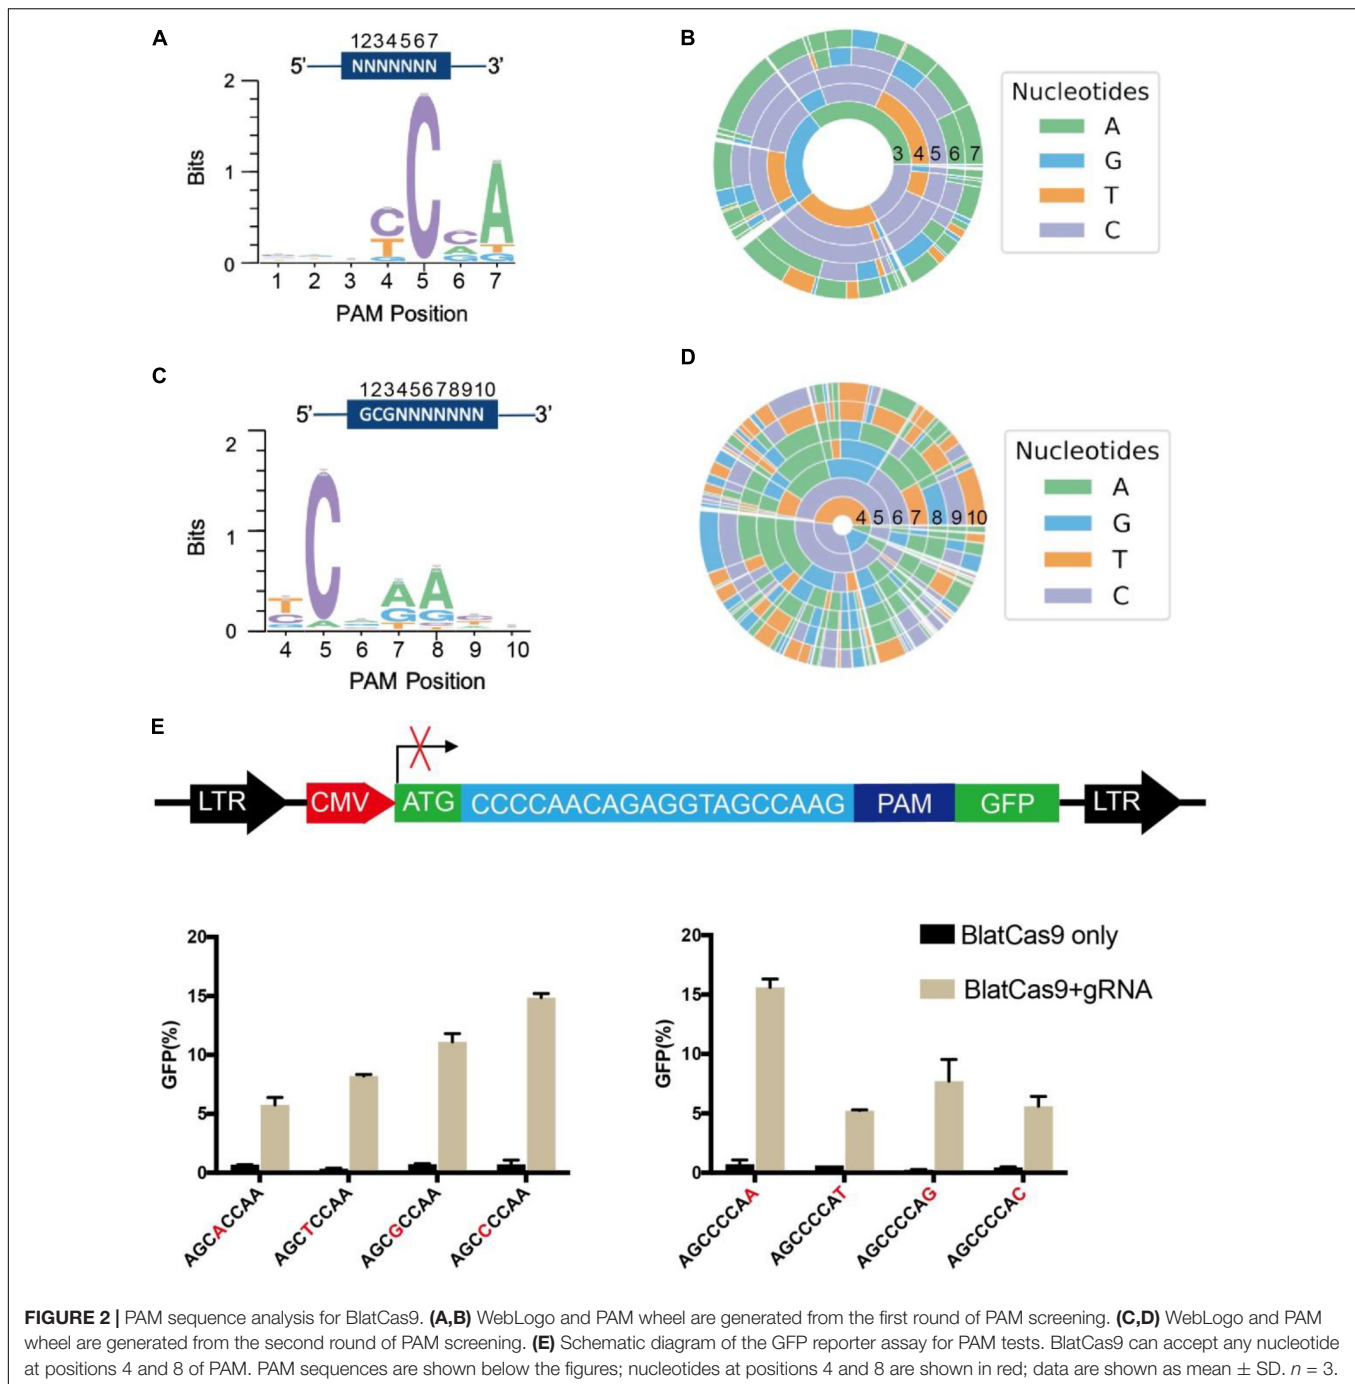 A
1234567
5' NNNNNNN 3'
2
1
0
Bits
C
C T G
C
C A G
A T G
1 2 3 4 5 6 7
PAM Position
B
3 4 5 6 7
Nucleotides
A
G
T
C
C
12345678910
5' GCGNNNNNNN 3'
2
1
0
Bits
T C G
C A
A G T
A G
4 5 6 7 8 9 10
PAM Position
D
4 5 6 7 8 9 10
Nucleotides
A
G
T
C
E
LTR CMV ATG CCCCAACAGAGGTAGCCAAG PAM GFP LTR
20
15
10
5
0
GFP(%)
AGCACCAA
AGCTCCAA
AGCGCCAA
AGCCCCAA
20
15
10
5
0
GFP(%)
AGCCCCAA
AGCCCCAT
AGCCCCAG
AGCCCCAC
BlatCas9 only
BlatCas9+gRNA
FIGURE 2 | PAM sequence analysis for BlatCas9. (A,B) WebLogo and PAM wheel are generated from the first round of PAM screening. (C,D) WebLogo and PAM
wheel are generated from the second round of PAM screening. (E) Schematic diagram of the GFP reporter assay for PAM tests. BlatCas9 can accept any nucleotide
at positions 4 and 8 of PAM. PAM sequences are shown below the figures; nucleotides at positions 4 and 8 are shown in red; data are shown as mean ± SD. n = 3.